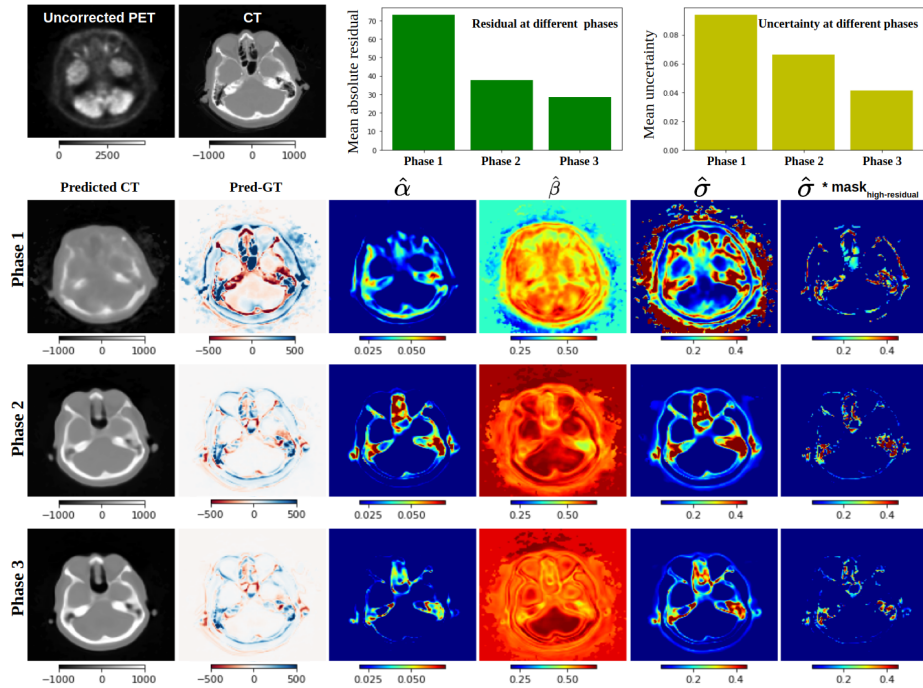 Uncorrected PET
CT
0 2500
−1000 0 1000
Mean absolute residual
70
60
50
40
30
20
10
0
Residual at different phases
Phase 1 Phase 2 Phase 3
Mean uncertainty
0.08
0.06
0.04
0.02
0.00
Uncertainty at different phases
Phase 1 Phase 2 Phase 3
Predicted CT Pred-GT α̂ β̂ σ̂ σ̂ * mask high-residual
Phase 1
−1000 0 1000 −500 0 500 0.025 0.050 0.25 0.50 0.2 0.4 0.2 0.4
Phase 2
−1000 0 1000 −500 0 500 0.025 0.050 0.25 0.50 0.2 0.4 0.2 0.4
Phase 3
−1000 0 1000 −500 0 500 0.025 0.050 0.25 0.50 0.2 0.4 0.2 0.4